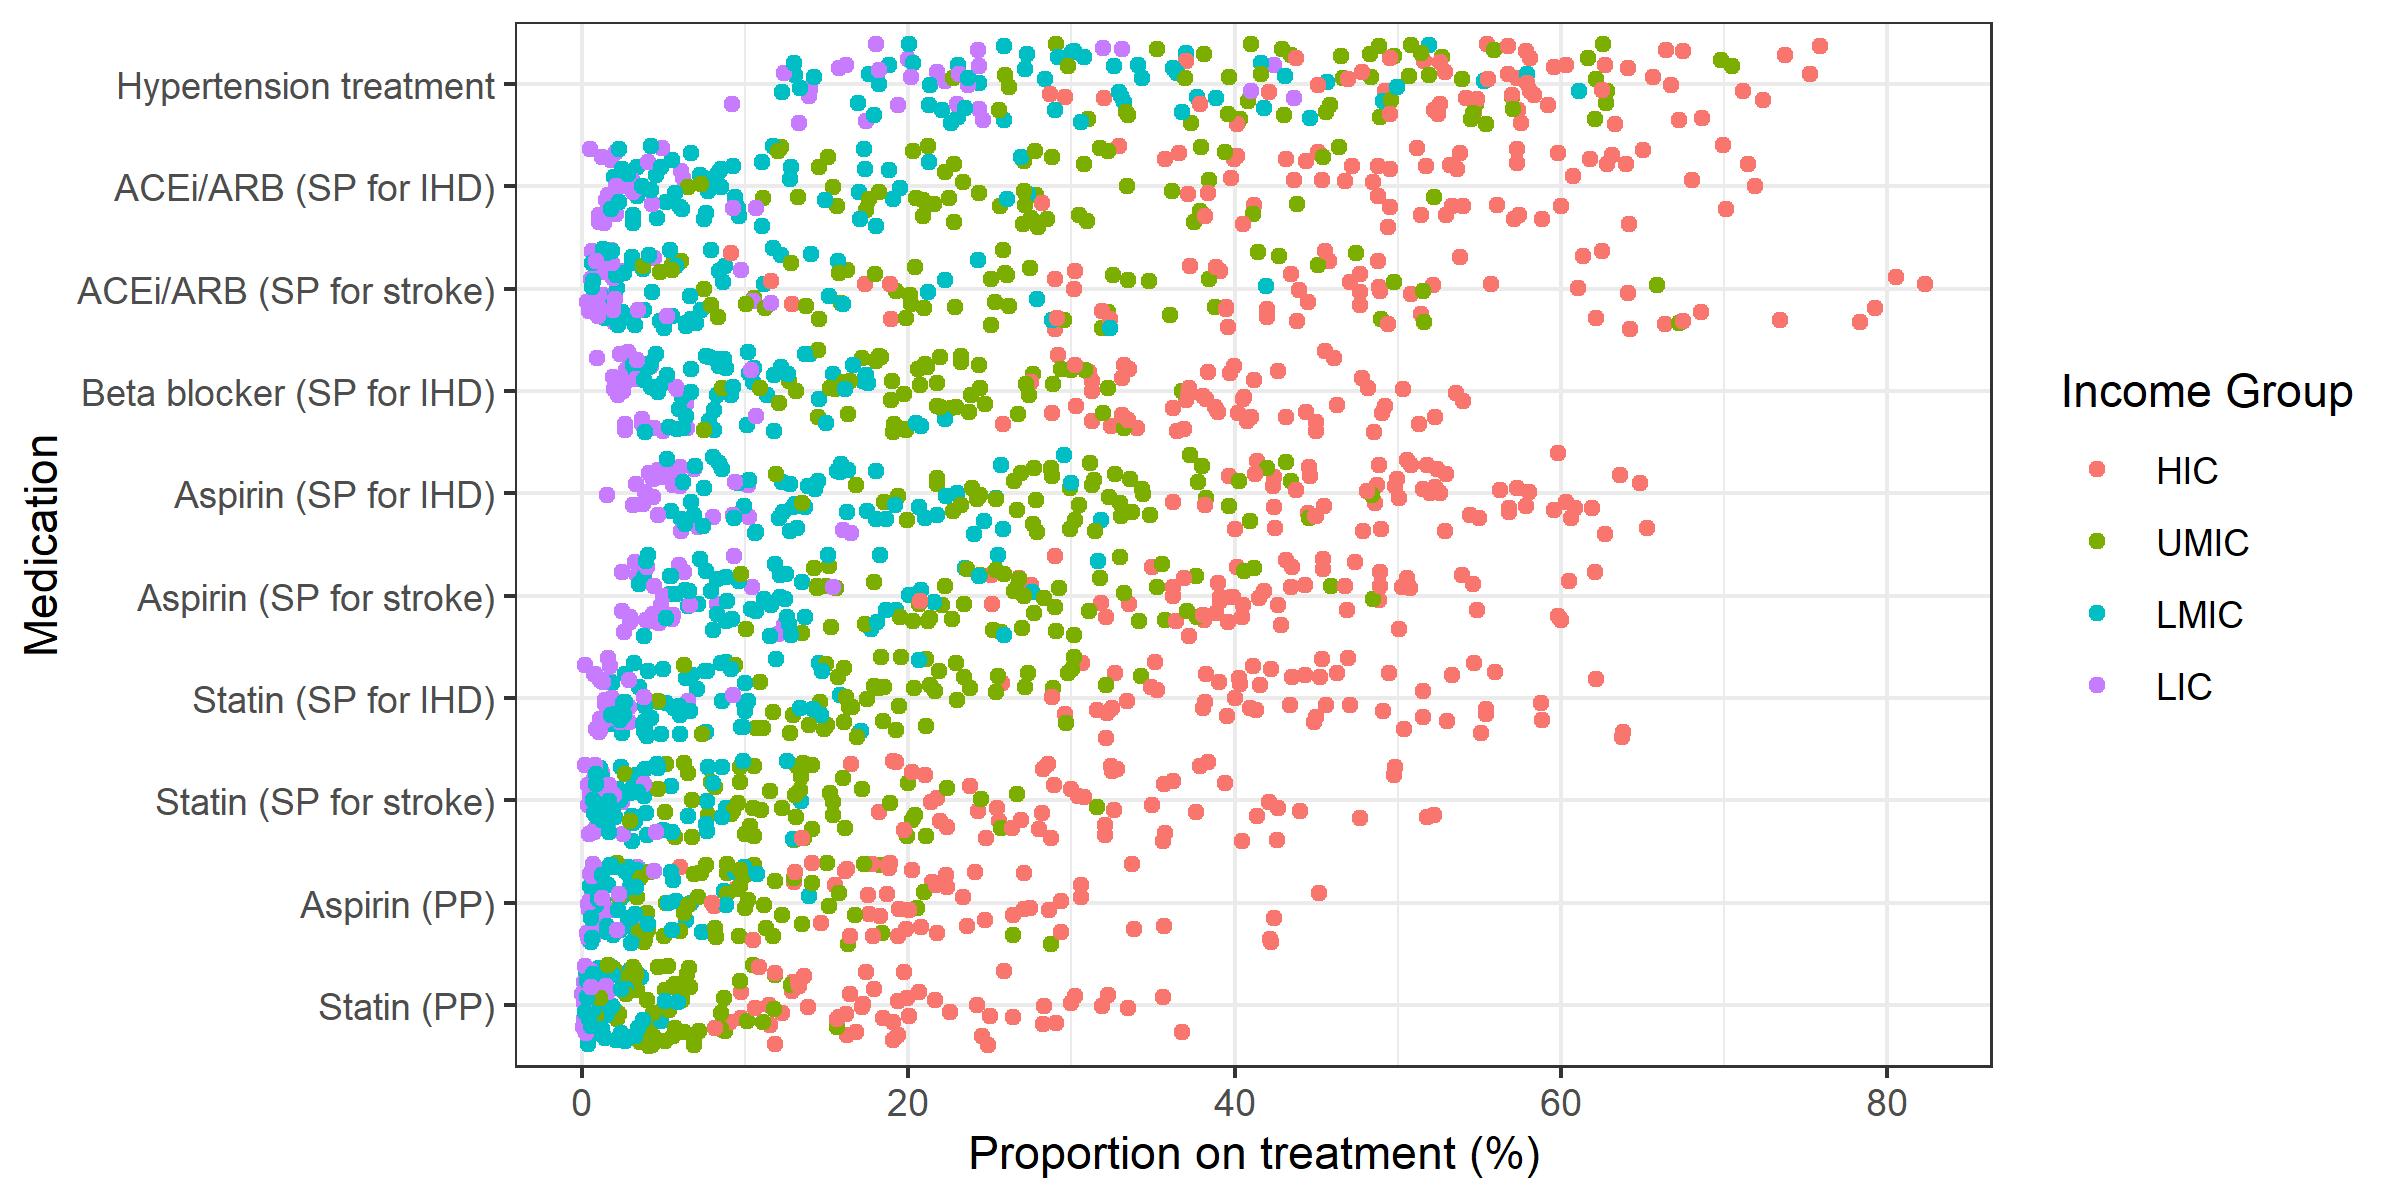 Medication
Hypertension treatment
ACEi/ARB (SP for IHD)
ACEi/ARB (SP for stroke)
Beta blocker (SP for IHD)
Aspirin (SP for IHD)
Aspirin (SP for stroke)
Statin (SP for IHD)
Statin (SP for stroke)
Aspirin (PP)
Statin (PP)
0 20 40 60 80
Proportion on treatment (%)
Income Group
HIC
UMIC
LMIC
LIC